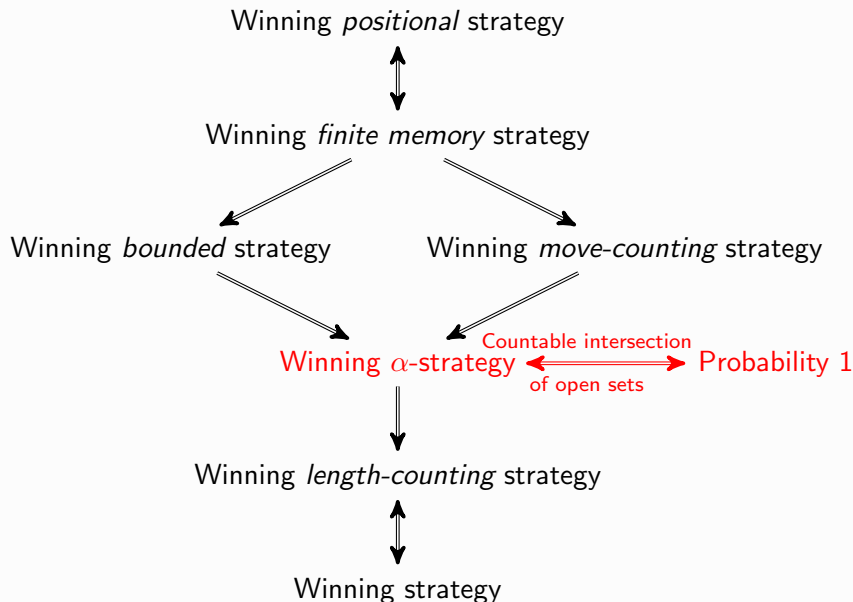 Winning positional strategy
Winning finite memory strategy
Winning bounded strategy
Winning move-counting strategy
Countable intersection
Winning α-strategy
Probability 1
of open sets
Winning length-counting strategy
Winning strategy